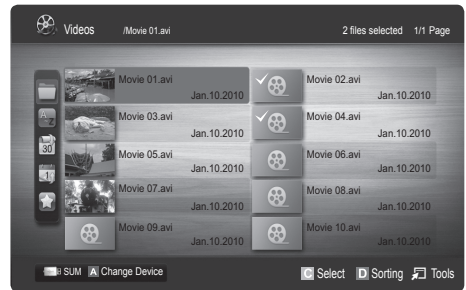 Videos /Movie 01.avi 2 files selected 1/1 Page
Movie 01.avi Movie 02.avi
Jan.10.2010 Jan.10.2010
Movie 03.avi Movie 04.avi
Jan.10.2010 Jan.10.2010
Movie 05.avi Movie 06.avi
Jan.10.2010 Jan.10.2010
Movie 07.avi Movie 08.avi
Jan.10.2010 Jan.10.2010
Movie 09.avi Movie 10.avi
Jan.10.2010 Jan.10.2010
A
Z
30
1
SUM A Change Device C Select D Sorting Tools